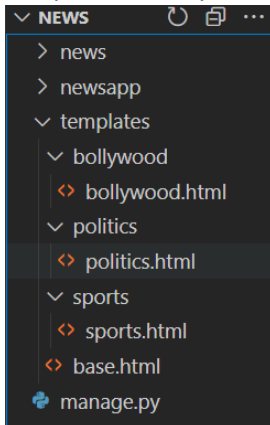 NEWS
news
newsapp
templates
bollywood
<> bollywood.html
politics
<> politics.html
sports
<> sports.html
<> base.html
manage.py